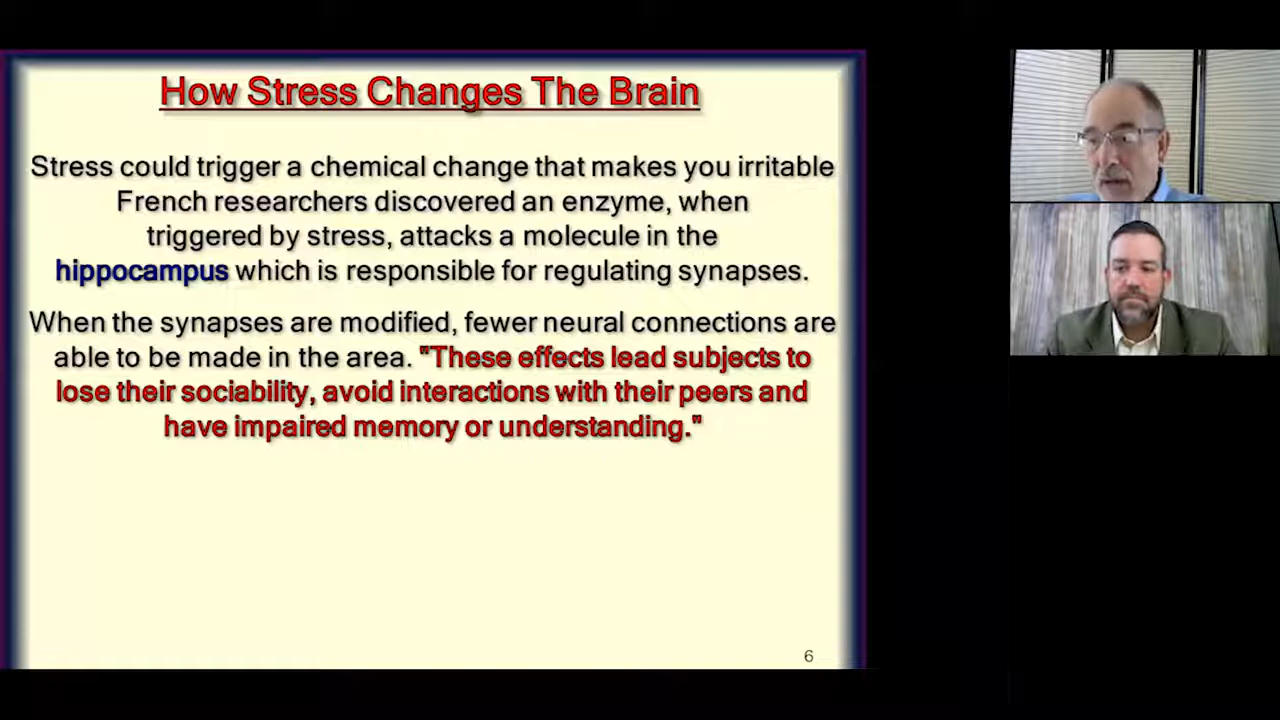 How Stress Changes The Brain
Stress could trigger a chemical change that makes you irritable
French researchers discovered an enzyme, when
triggered by stress, attacks a molecule in the
hippocampus which is responsible for regulating synapses.
When the synapses are modified, fewer neural connections are
able to be made in the area. "These effects lead subjects to
lose their sociability, avoid interactions with their peers and
have impaired memory or understanding."
6